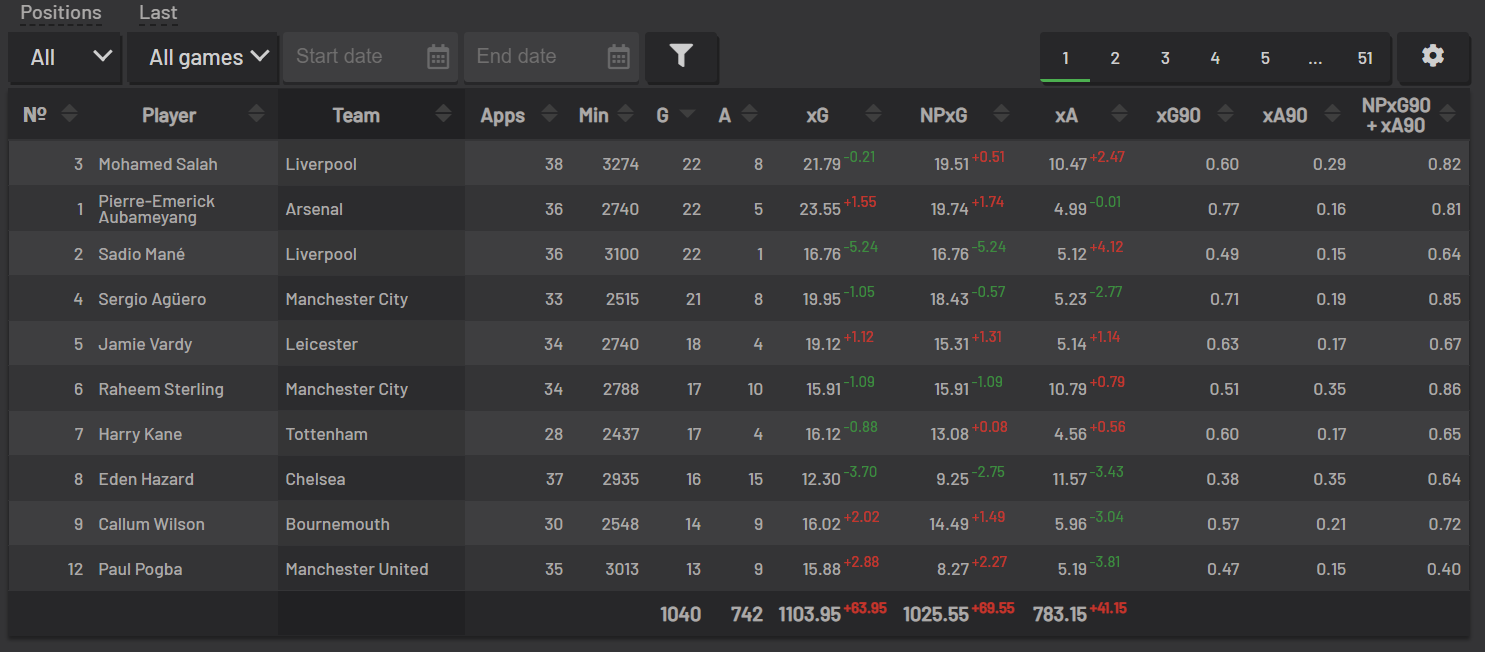 Positions Last
All All games Start date End date 1 2 3 4 5 ... 51
Nº Player Team Apps Min G A xG NPxG xA xG90 xA90 NPxG90 + xA90
3 Mohamed Salah Liverpool 38 3274 22 8 21.79 -0.21 19.51 +0.51 10.47 +2.47 0.60 0.29 0.82
1 Pierre-Emerick Aubameyang Arsenal 36 2740 22 5 23.55 +1.55 19.74 +1.74 4.99 -0.01 0.77 0.16 0.81
2 Sadio Mané Liverpool 36 3100 22 1 16.76 -5.24 16.76 -5.24 5.12 +4.12 0.49 0.15 0.64
4 Sergio Agüero Manchester City 33 2515 21 8 19.95 -1.05 18.43 -0.57 5.23 -2.77 0.71 0.19 0.85
5 Jamie Vardy Leicester 34 2740 18 4 19.12 +1.12 15.31 +1.31 5.14 +1.14 0.63 0.17 0.67
6 Raheem Sterling Manchester City 34 2788 17 10 15.91 -1.09 15.91 -1.09 10.79 +0.79 0.51 0.35 0.86
7 Harry Kane Tottenham 28 2437 17 4 16.12 -0.88 13.08 +0.08 4.56 +0.56 0.60 0.17 0.65
8 Eden Hazard Chelsea 37 2935 16 15 12.30 -3.70 9.25 -2.75 11.57 -3.43 0.38 0.35 0.64
9 Callum Wilson Bournemouth 30 2548 14 9 16.02 +2.02 14.49 +1.49 5.96 -3.04 0.57 0.21 0.72
12 Paul Pogba Manchester United 35 3013 13 9 15.88 +2.88 8.27 +2.27 5.19 -3.81 0.47 0.15 0.40
1040 742 1103.95 +63.95 1025.55 +69.55 783.15 +41.15